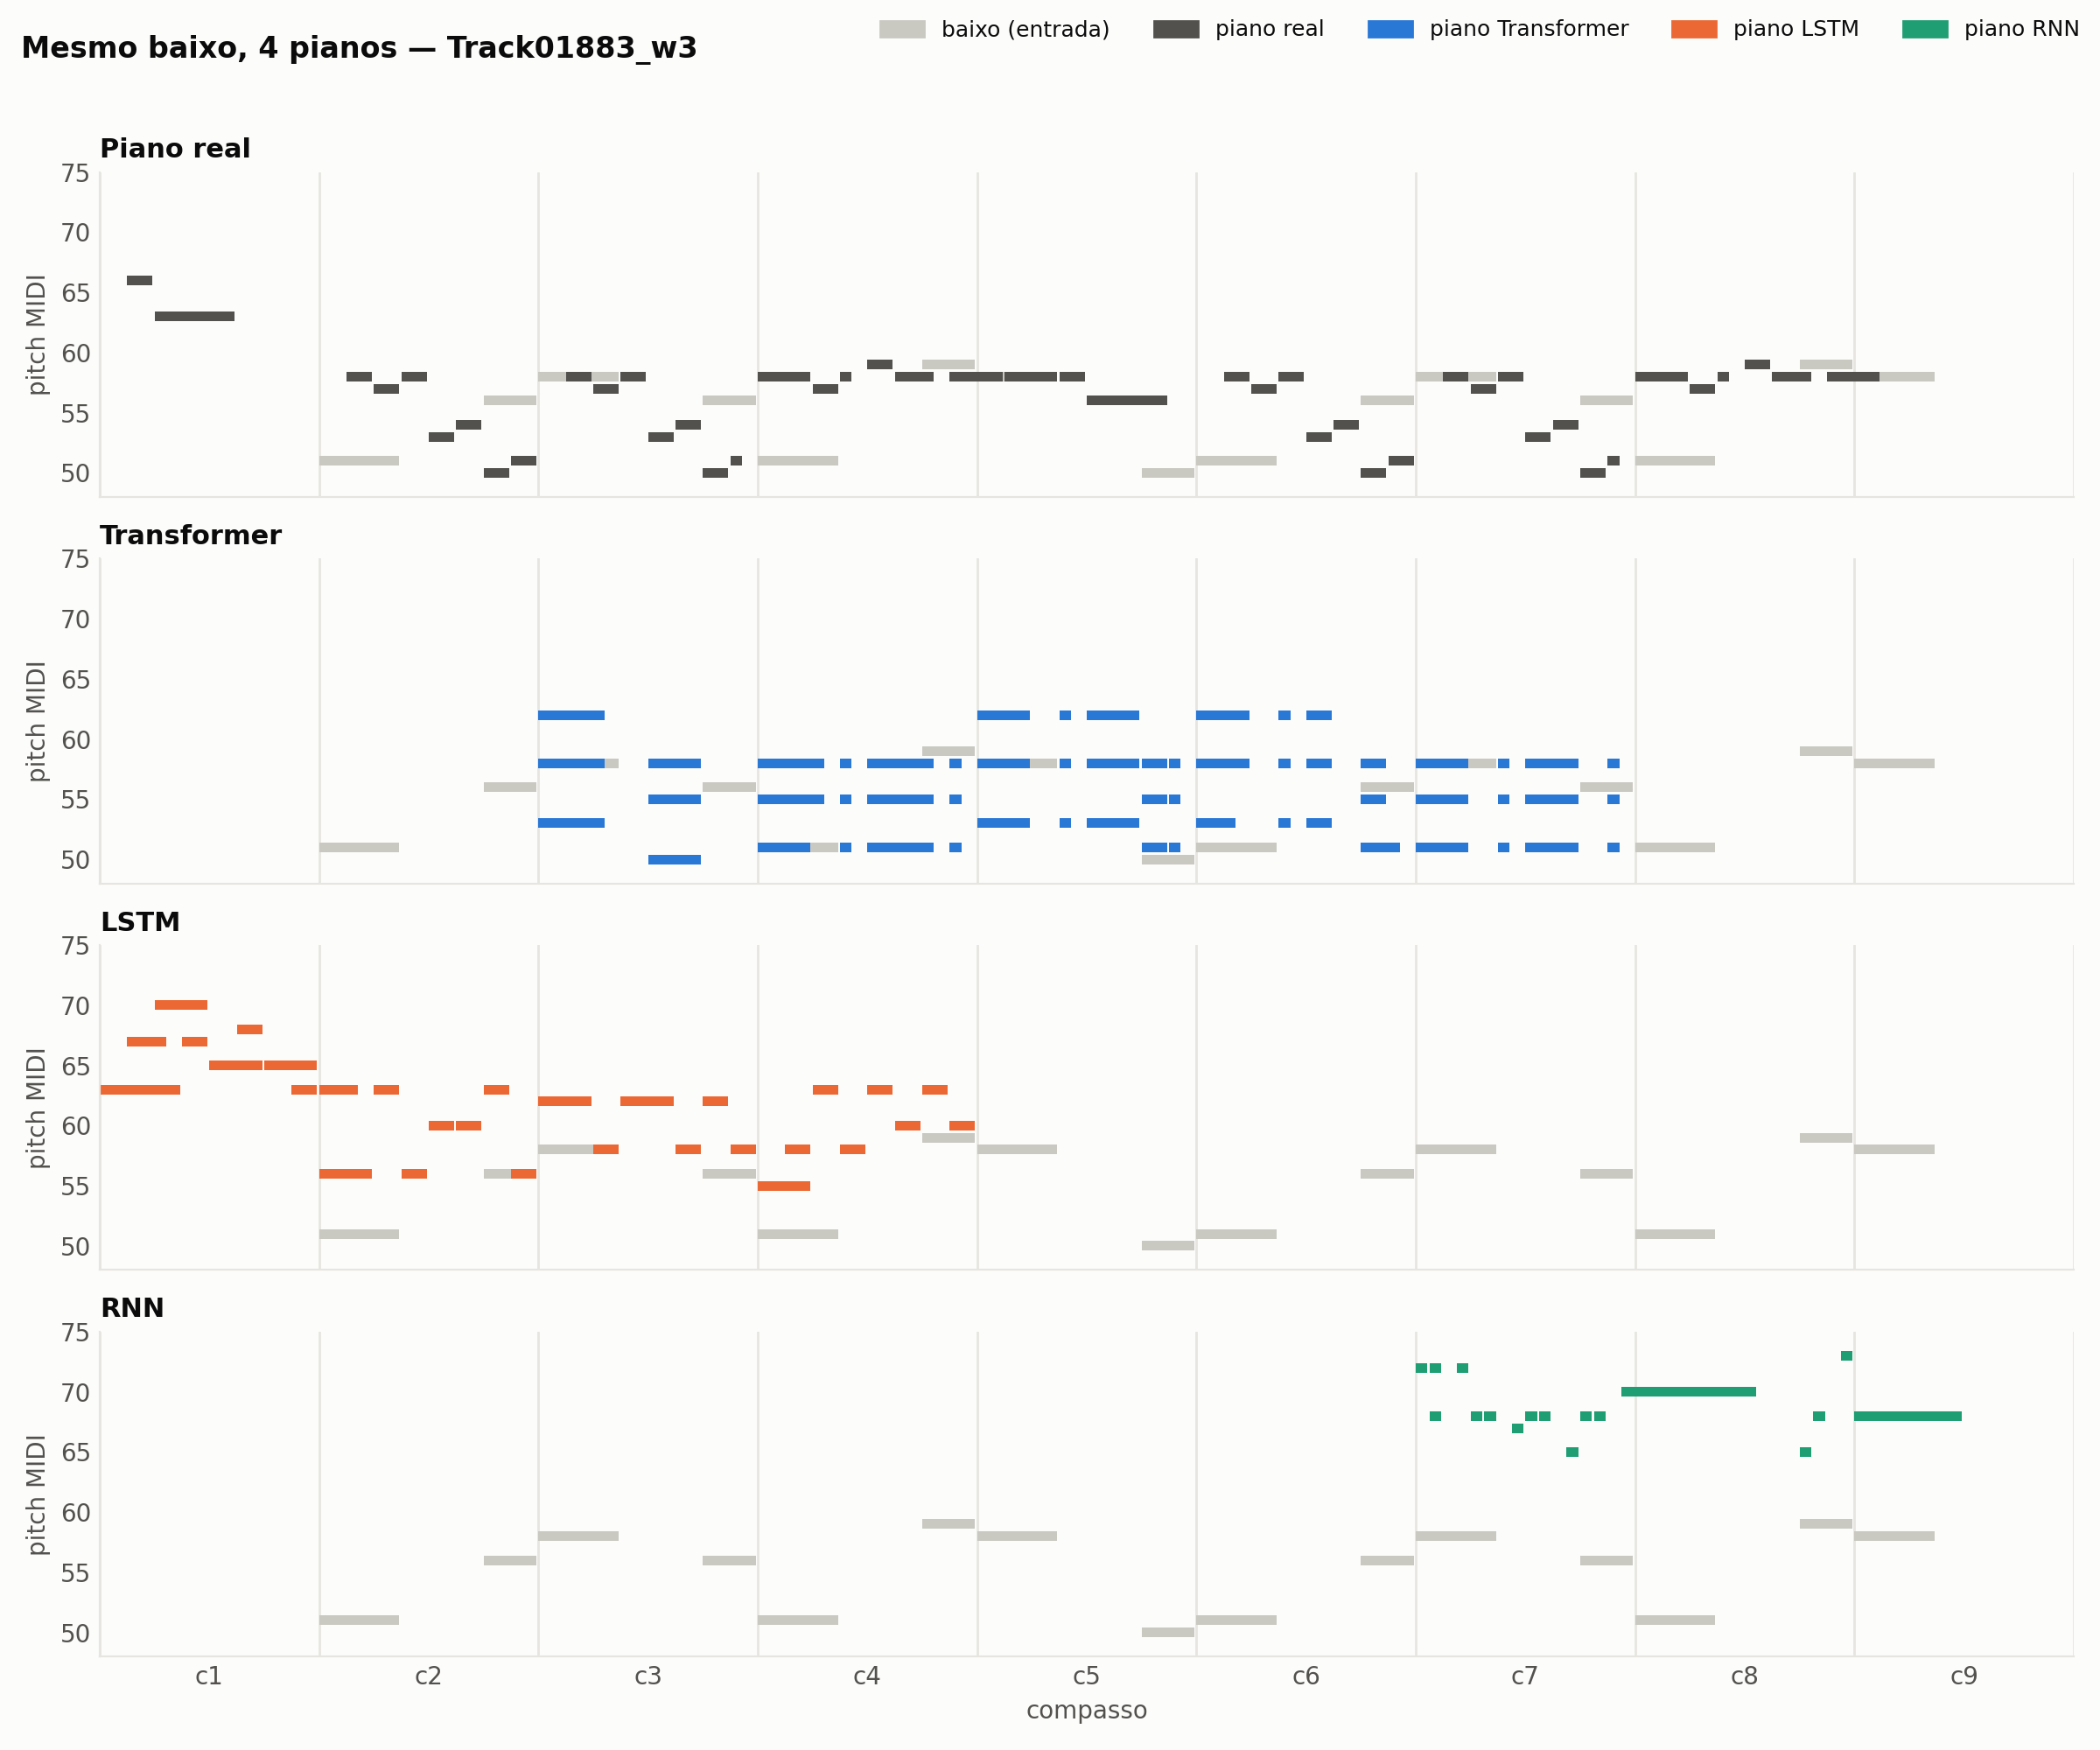 Mesmo baixo, 4 pianos — Track01883_w3
baixo (entrada) piano real piano Transformer piano LSTM piano RNN
Piano real
75
70
65
60
55
50
pitch MIDI
Transformer
75
70
65
60
55
50
pitch MIDI
LSTM
75
70
65
60
55
50
pitch MIDI
RNN
75
70
65
60
55
50
pitch MIDI
c1 c2 c3 c4 c5 c6 c7 c8 c9
compasso